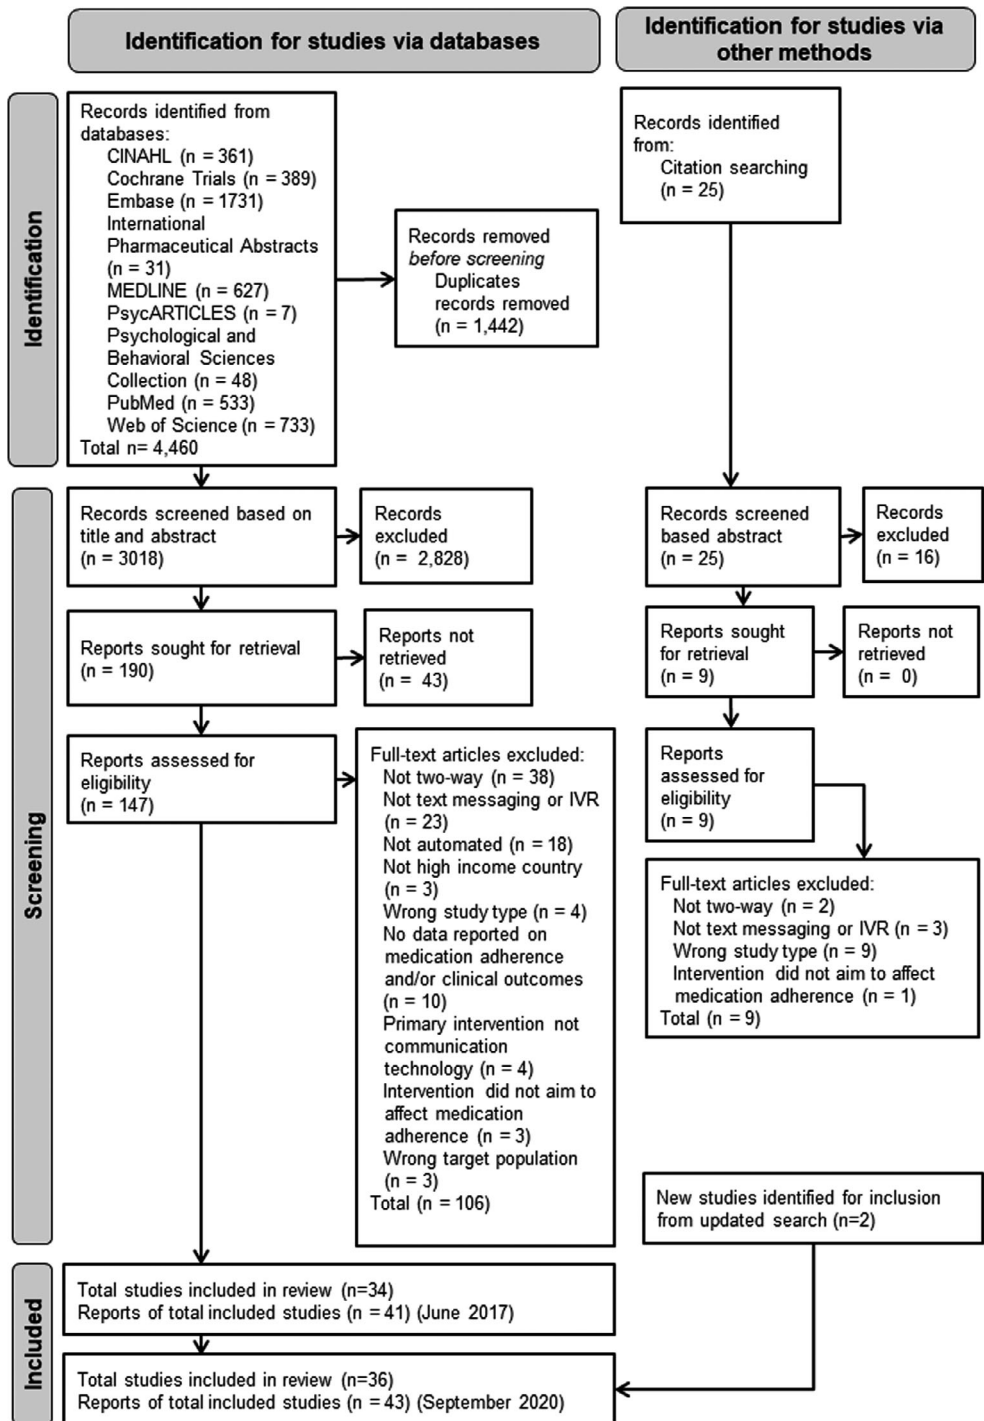 Identification for studies via databases
Identification for studies via
other methods
Identification
Records identified from
databases:
CINAHL (n = 361)
Cochrane Trials (n = 389)
Embase (n = 1731)
International
Pharmaceutical Abstracts
(n = 31)
MEDLINE (n = 627)
PsycARTICLES (n = 7)
Psychological and
Behavioral Sciences
Collection (n = 48)
PubMed (n = 533)
Web of Science (n = 733)
Total n= 4,460
Records removed
before screening
Duplicates
records removed
(n = 1,442)
Records identified
from:
Citation searching
(n = 25)
Screening
Records screened based on
title and abstract
(n = 3018)
Records
excluded
(n = 2,828)
Records screened
based abstract
(n = 25)
Records
excluded
(n = 16)
Reports sought for retrieval
(n = 190)
Reports not
retrieved
(n = 43)
Reports sought
for retrieval
(n = 9)
Reports not
retrieved
(n = 0)
Reports assessed for
eligibility
(n = 147)
Full-text articles excluded:
Not two-way (n = 38)
Not text messaging or IVR
(n = 23)
Not automated (n = 18)
Not high income country
(n = 3)
Wrong study type (n = 4)
No data reported on
medication adherence
and/or clinical outcomes
(n = 10)
Primary intervention not
communication
technology (n = 4)
Intervention did not aim to
affect medication
adherence (n = 3)
Wrong target population
(n = 3)
Total (n = 106)
Reports
assessed for
eligibility
(n = 9)
Full-text articles excluded:
Not two-way (n = 2)
Not text messaging or IVR (n = 3)
Wrong study type (n = 9)
Intervention did not aim to affect
medication adherence (n = 1)
Total (n = 9)
New studies identified for inclusion
from updated search (n=2)
Included
Total studies included in review (n=34)
Reports of total included studies (n = 41) (June 2017)
Total studies included in review (n=36)
Reports of total included studies (n = 43) (September 2020)